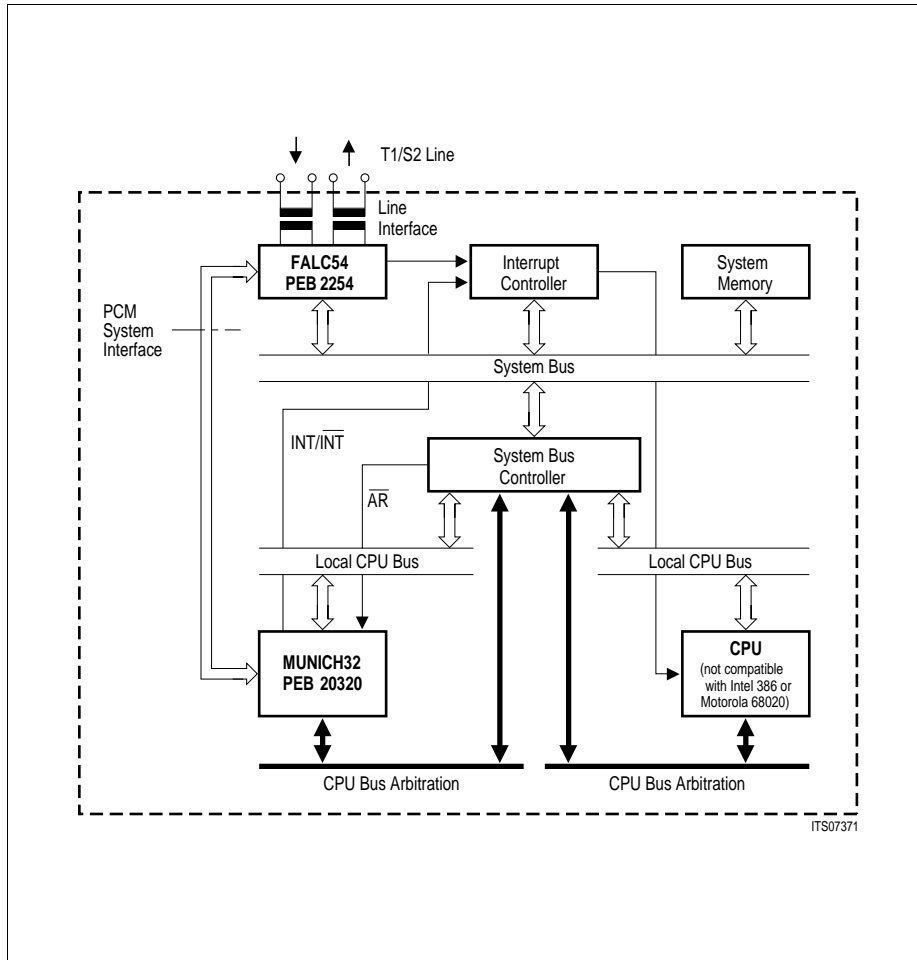 T1/S2 Line
Line
Interface
FALC54
PEB 2254
Interrupt
Controller
System
Memory
PCM
System
Interface
System Bus
INT/I̅N̅T̅
System Bus
Controller
A̅R̅
Local CPU Bus
Local CPU Bus
MUNICH32
PEB 20320
CPU
(not compatible
with Intel 386 or
Motorola 68020)
CPU Bus Arbitration
CPU Bus Arbitration
ITS07371